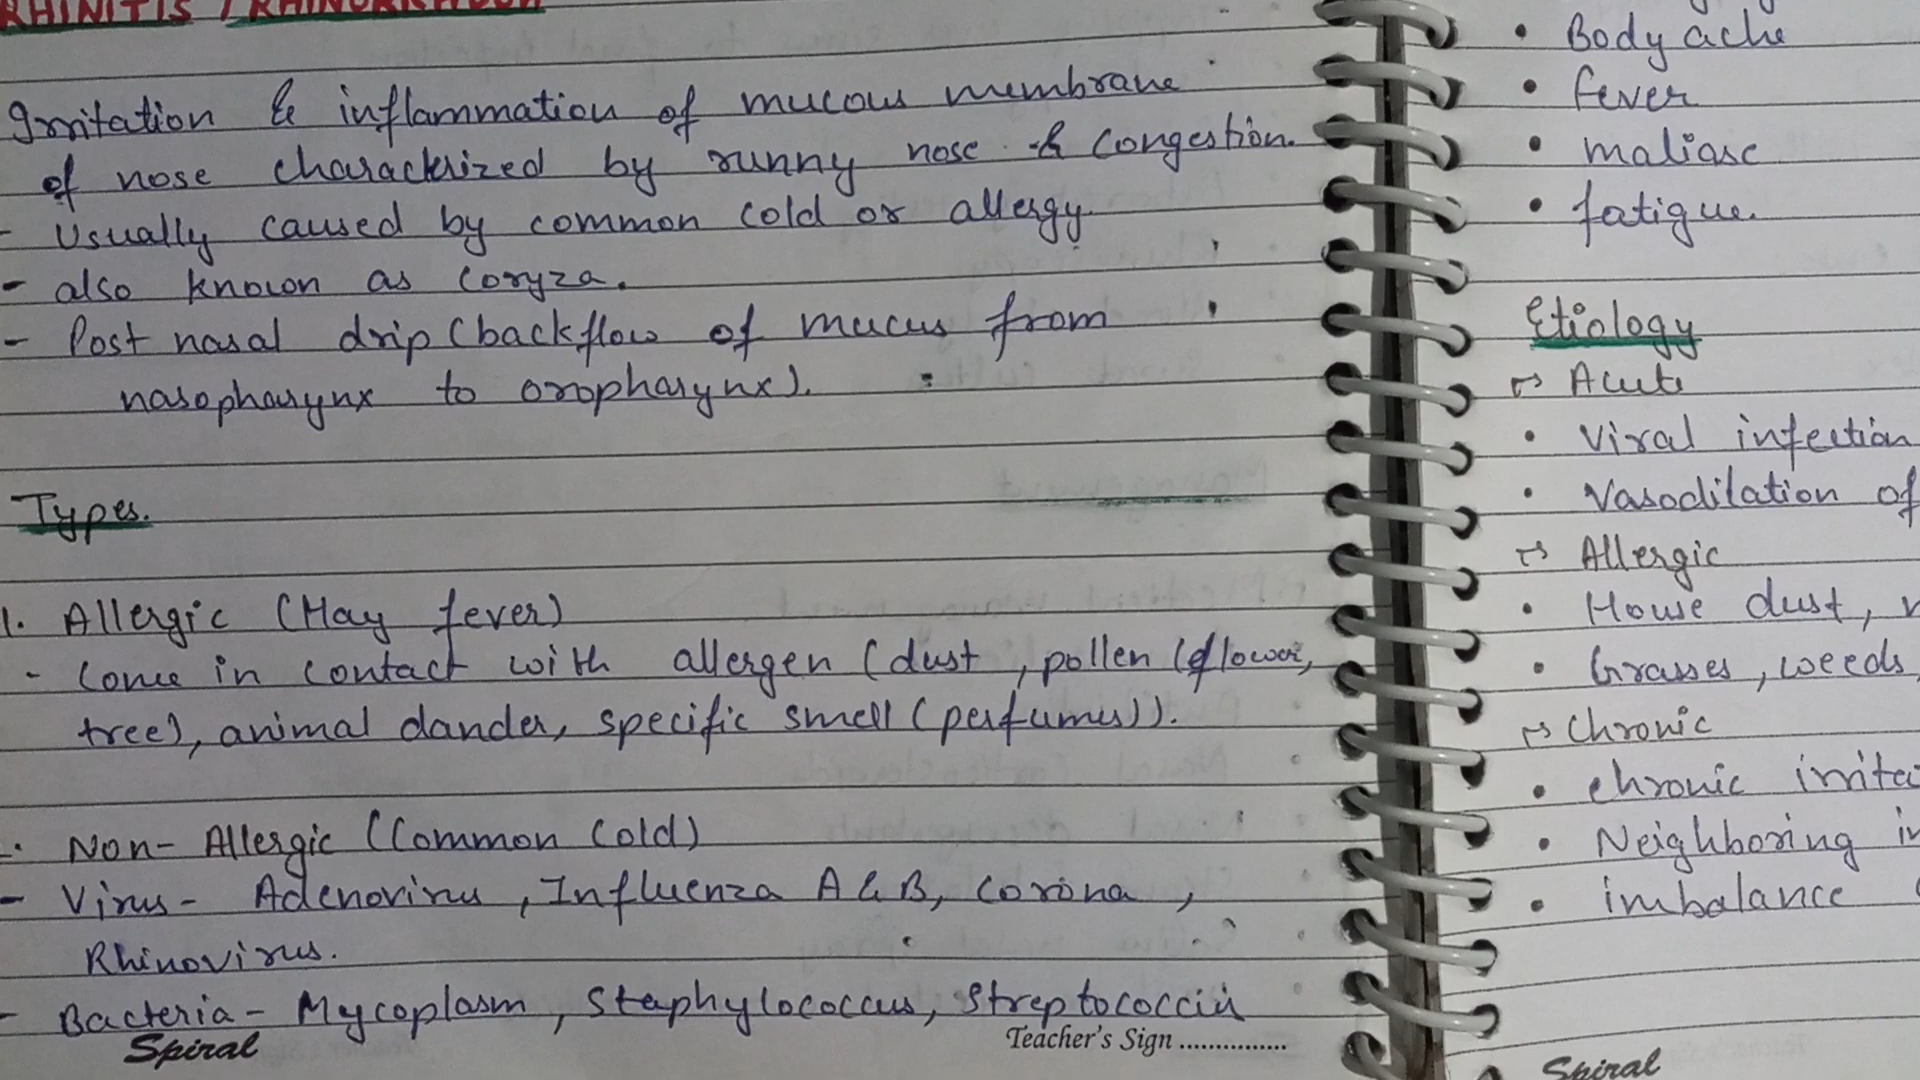 RHINITIS /
Irritation & inflammation of mucous membrane
of nose characterized by runny nose & congestion.
- Usually caused by common cold or allergy.
- also known as coryza.
- Post nasal drip (backflow of mucus from
nasopharynx to oropharynx).
Types.
1. Allergic (Hay fever)
- Come in contact with allergen (dust, pollen (flower,
tree), animal dander, specific smell (perfumes)).
Non-Allergic (Common Cold)
- Virus- Adenovirus, Influenza A & B, Corona,
Rhinovirus.
- Bacteria- Mycoplasm, Staphylococcus, Streptococcii
Spiral
Teacher's Sign ...............
• Body ache
• fever
• maliase
• fatigue.
Etiology
↦ Acute
• Viral infection
• Vasodilation of
↦ Allergic
• House dust,
• Grasses, weeds,
↦ Chronic
• chronic irrita
• Neighboring in
• imbalance
Spiral